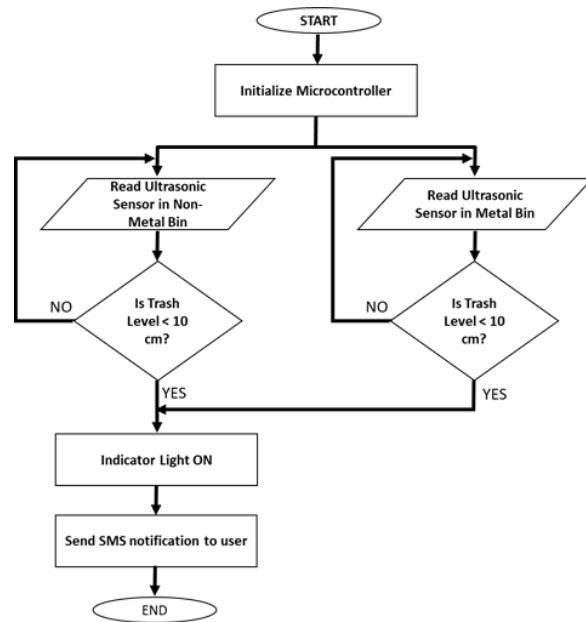 START
Initialize Microcontroller
Read Ultrasonic
Sensor in Non-
Metal Bin
Read Ultrasonic
Sensor in Metal Bin
NO
Is Trash
Level < 10
cm?
NO
Is Trash
Level < 10
cm?
YES
YES
Indicator Light ON
Send SMS notification to user
END